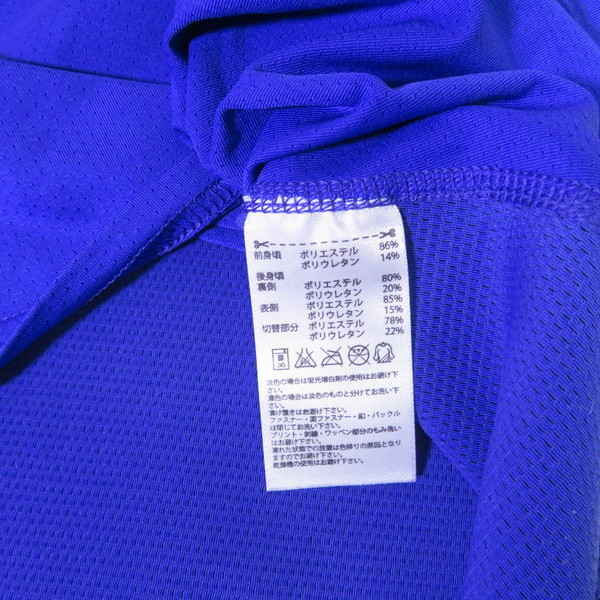 前身頃 ポリエステル 86%
ポリウレタン 14%
後身頃
裏側 ポリエステル 80%
ポリウレタン 20%
表側 ポリエステル 85%
ポリウレタン 15%
切替部分 ポリエステル 78%
ポリウレタン 22%
30
淡色の場合は蛍光増白剤の使用はお避け下さい。
濃色の場合は淡色のものと分けてお洗い下さい。
漬け置きはお避け下さい。
ファスナー・面ファスナー・釦・バックルは閉じてお洗い下さい。
プリント・刺繍・ワッペン部分のもみ洗いはお避け下さい。
濡れた状態での放置は色移りの原因となりますのでお避け下さい。
乾燥機の使用はお避け下さい。